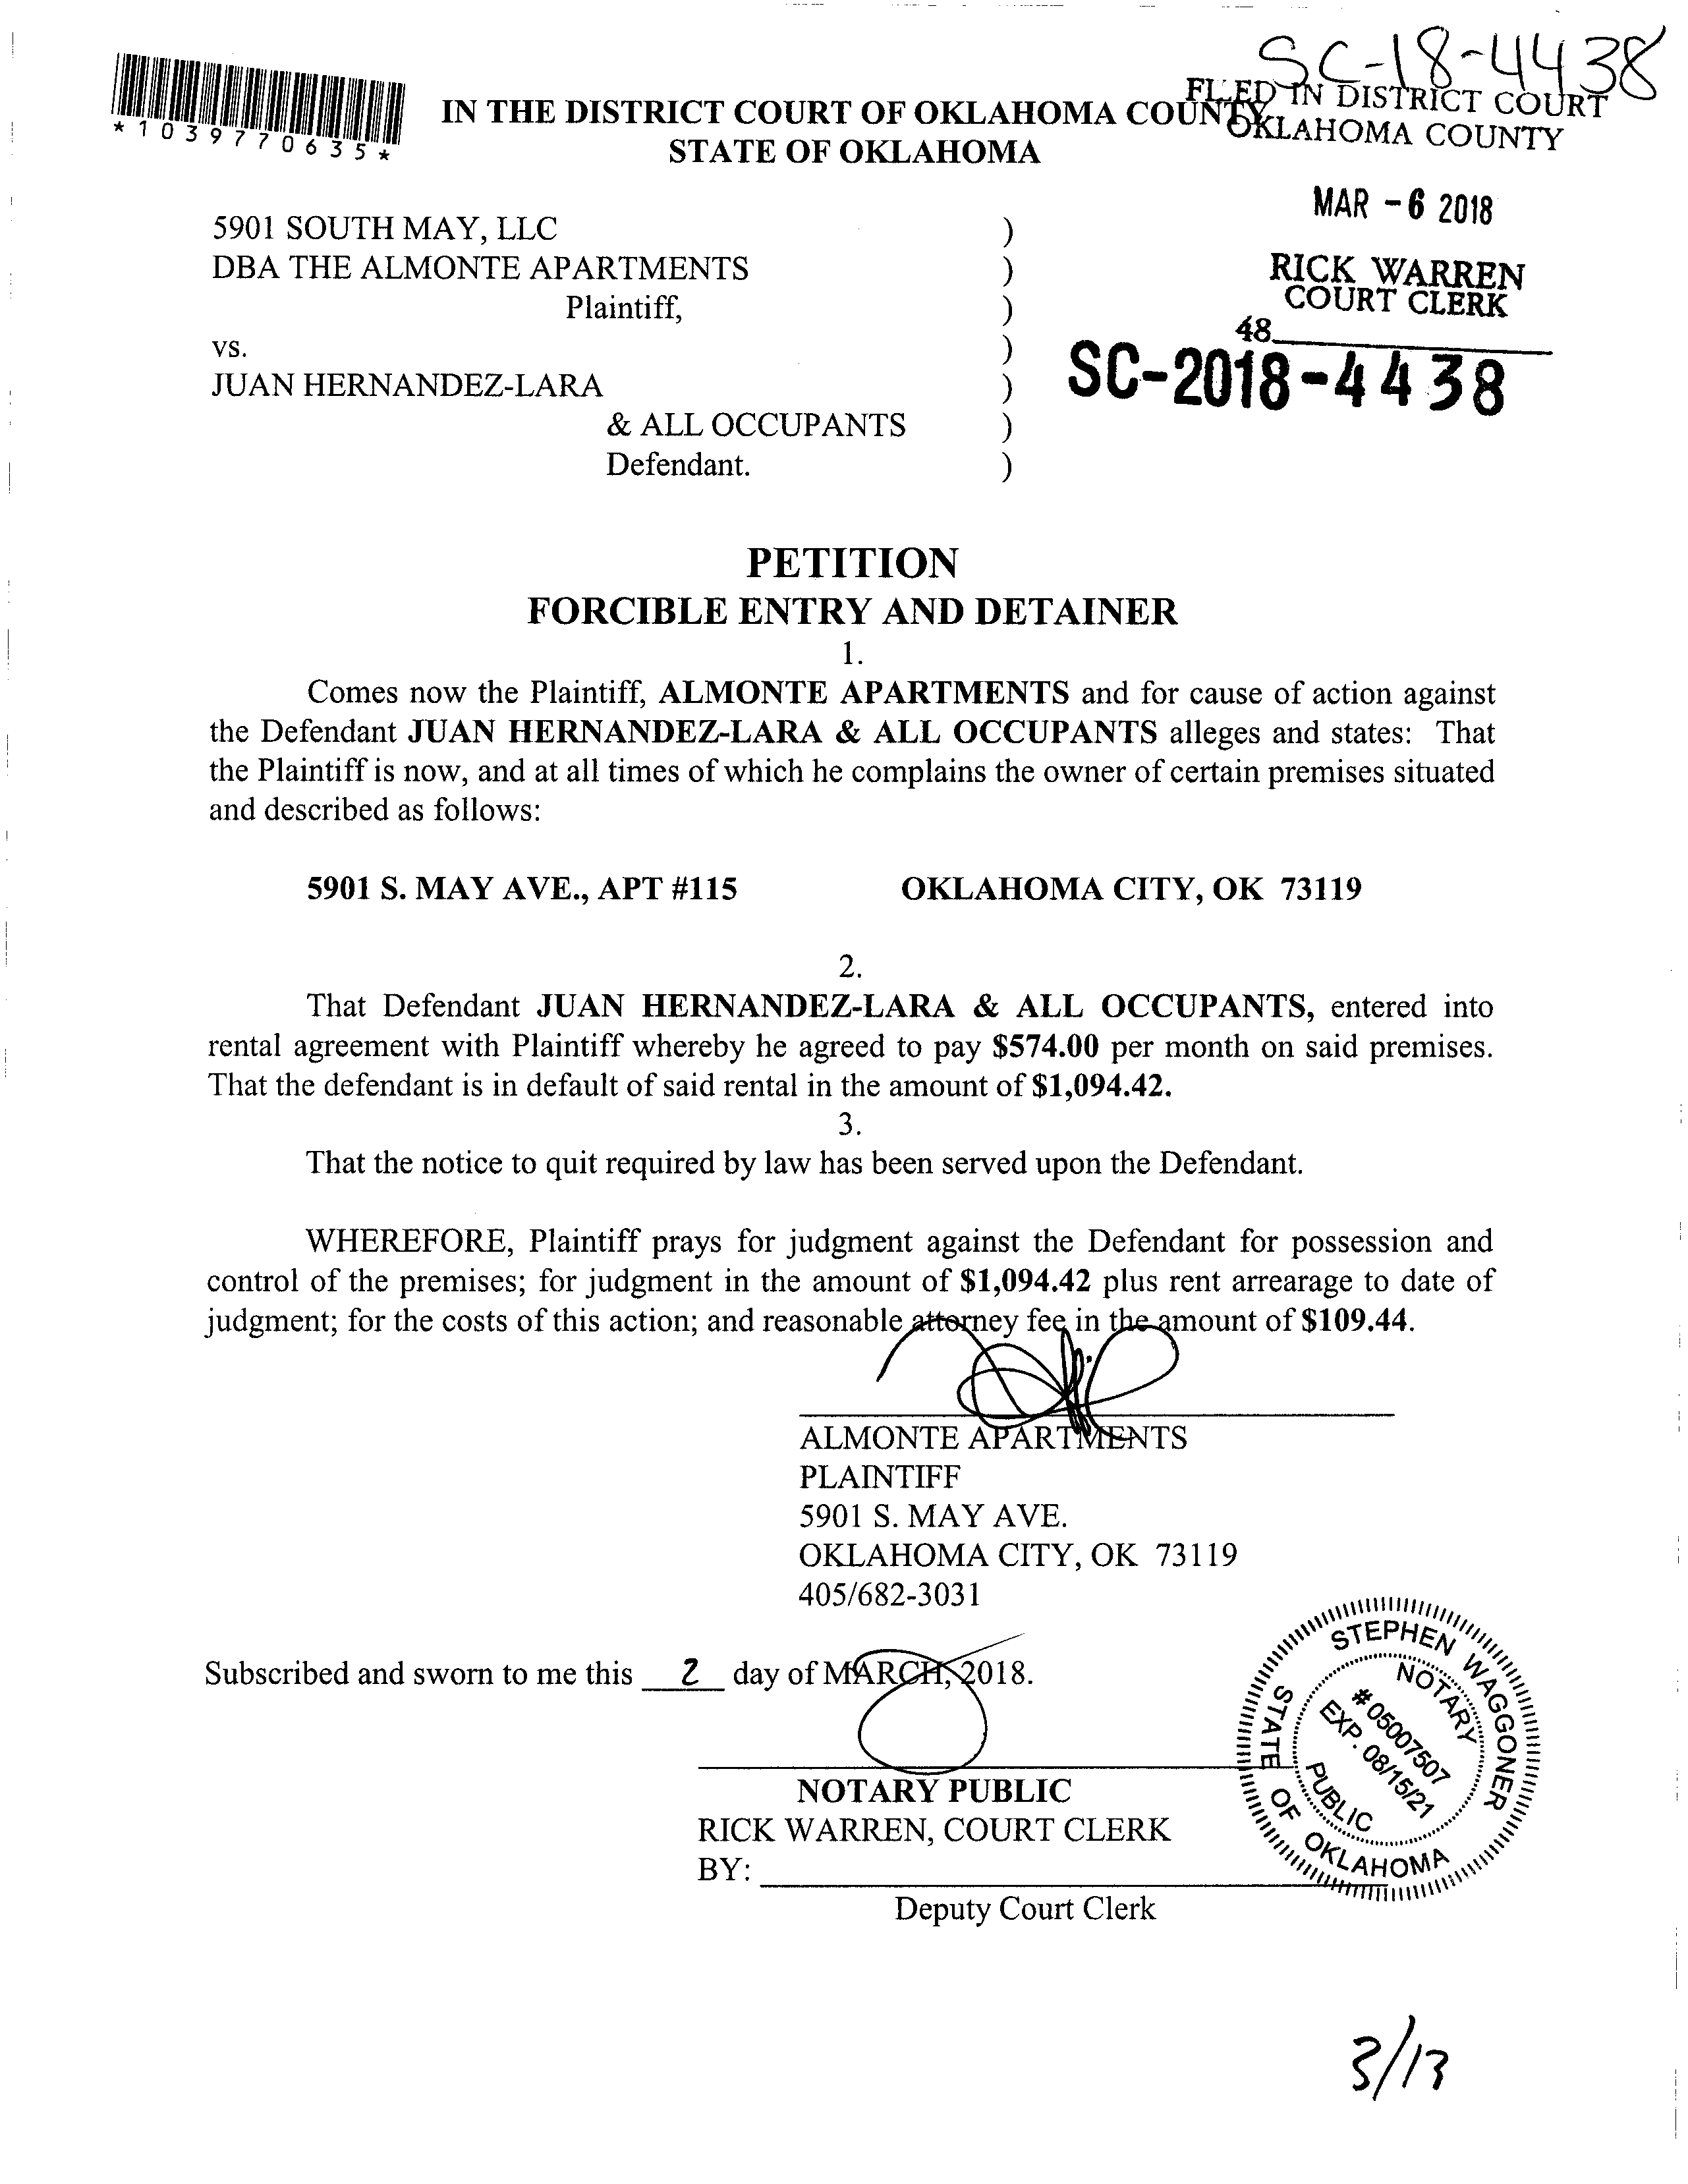 SC-18-4438
*1039770635*
IN THE DISTRICT COURT OF OKLAHOMA COUNTY
STATE OF OKLAHOMA
FILED IN DISTRICT COURT
OKLAHOMA COUNTY
MAR - 6 2018
RICK WARREN
COURT CLERK
48
SC-2018-4438
5901 SOUTH MAY, LLC )
DBA THE ALMONTE APARTMENTS )
Plaintiff, )
vs. )
JUAN HERNANDEZ-LARA )
& ALL OCCUPANTS )
Defendant. )
PETITION
FORCIBLE ENTRY AND DETAINER
1.
Comes now the Plaintiff, ALMONTE APARTMENTS and for cause of action against
the Defendant JUAN HERNANDEZ-LARA & ALL OCCUPANTS alleges and states: That
the Plaintiff is now, and at all times of which he complains the owner of certain premises situated
and described as follows:
5901 S. MAY AVE., APT #115 OKLAHOMA CITY, OK 73119
2.
That Defendant JUAN HERNANDEZ-LARA & ALL OCCUPANTS, entered into
rental agreement with Plaintiff whereby he agreed to pay $574.00 per month on said premises.
That the defendant is in default of said rental in the amount of $1,094.42.
3.
That the notice to quit required by law has been served upon the Defendant.
WHEREFORE, Plaintiff prays for judgment against the Defendant for possession and
control of the premises; for judgment in the amount of $1,094.42 plus rent arrearage to date of
judgment; for the costs of this action; and reasonable attorney fee in the amount of $109.44.
ALMONTE APARTMENTS
PLAINTIFF
5901 S. MAY AVE.
OKLAHOMA CITY, OK 73119
405/682-3031
Subscribed and sworn to me this 2 day of MARCH, 2018.
NOTARY PUBLIC
RICK WARREN, COURT CLERK
BY:
Deputy Court Clerk
STEPHEN WAGGONER
NOTARY
# 05007507
EXP. 08/15/21
PUBLIC
STATE OF OKLAHOMA
3/13